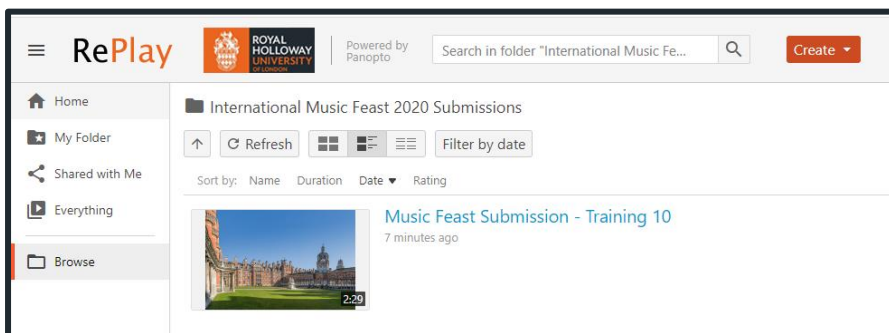 RePlay
ROYAL
HOLLOWAY
UNIVERSITY
OF LONDON
Powered by
Panopto
Search in folder "International Music Fe...
Create
Home
My Folder
Shared with Me
Everything
Browse
International Music Feast 2020 Submissions
Refresh
Filter by date
Sort by: Name Duration Date Rating
Music Feast Submission - Training 10
7 minutes ago
2:29